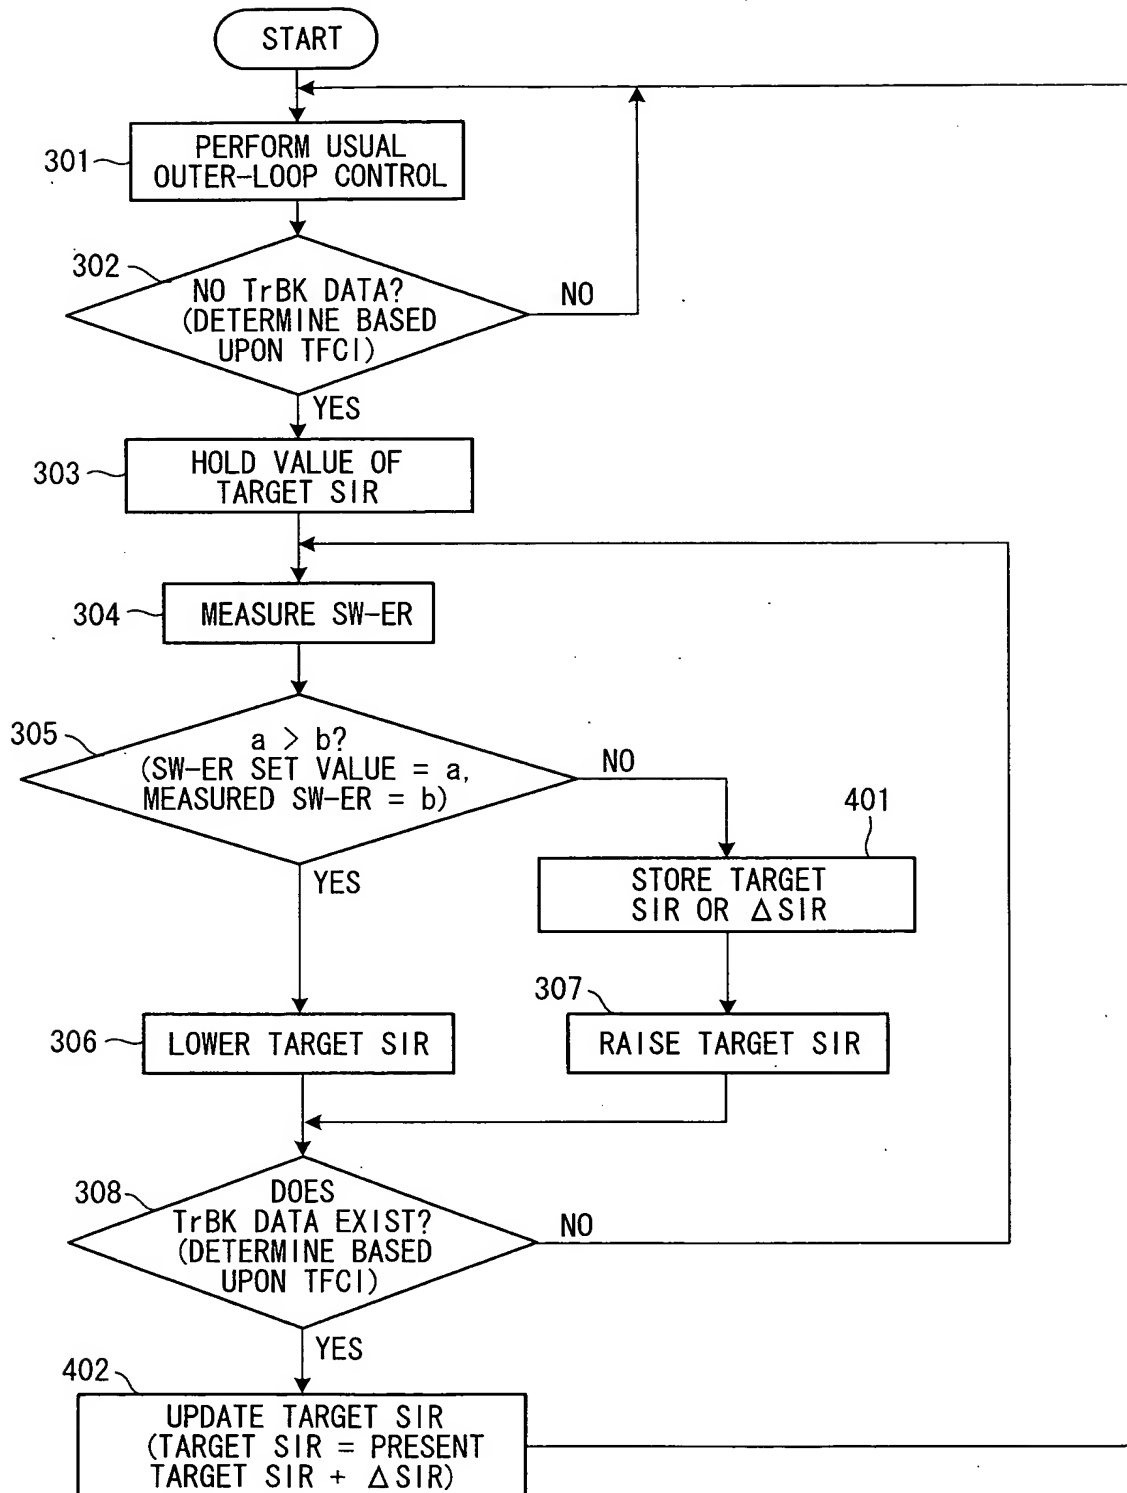 START
301
PERFORM USUAL
OUTER-LOOP CONTROL
302
NO TrBK DATA?
(DETERMINE BASED
UPON TFCI)
NO
YES
303
HOLD VALUE OF
TARGET SIR
304
MEASURE SW-ER
305
a > b?
(SW-ER SET VALUE = a,
MEASURED SW-ER = b)
NO
YES
401
STORE TARGET
SIR OR ΔSIR
306
LOWER TARGET SIR
307
RAISE TARGET SIR
308
DOES
TrBK DATA EXIST?
(DETERMINE BASED
UPON TFCI)
NO
YES
402
UPDATE TARGET SIR
(TARGET SIR = PRESENT
TARGET SIR + ΔSIR)